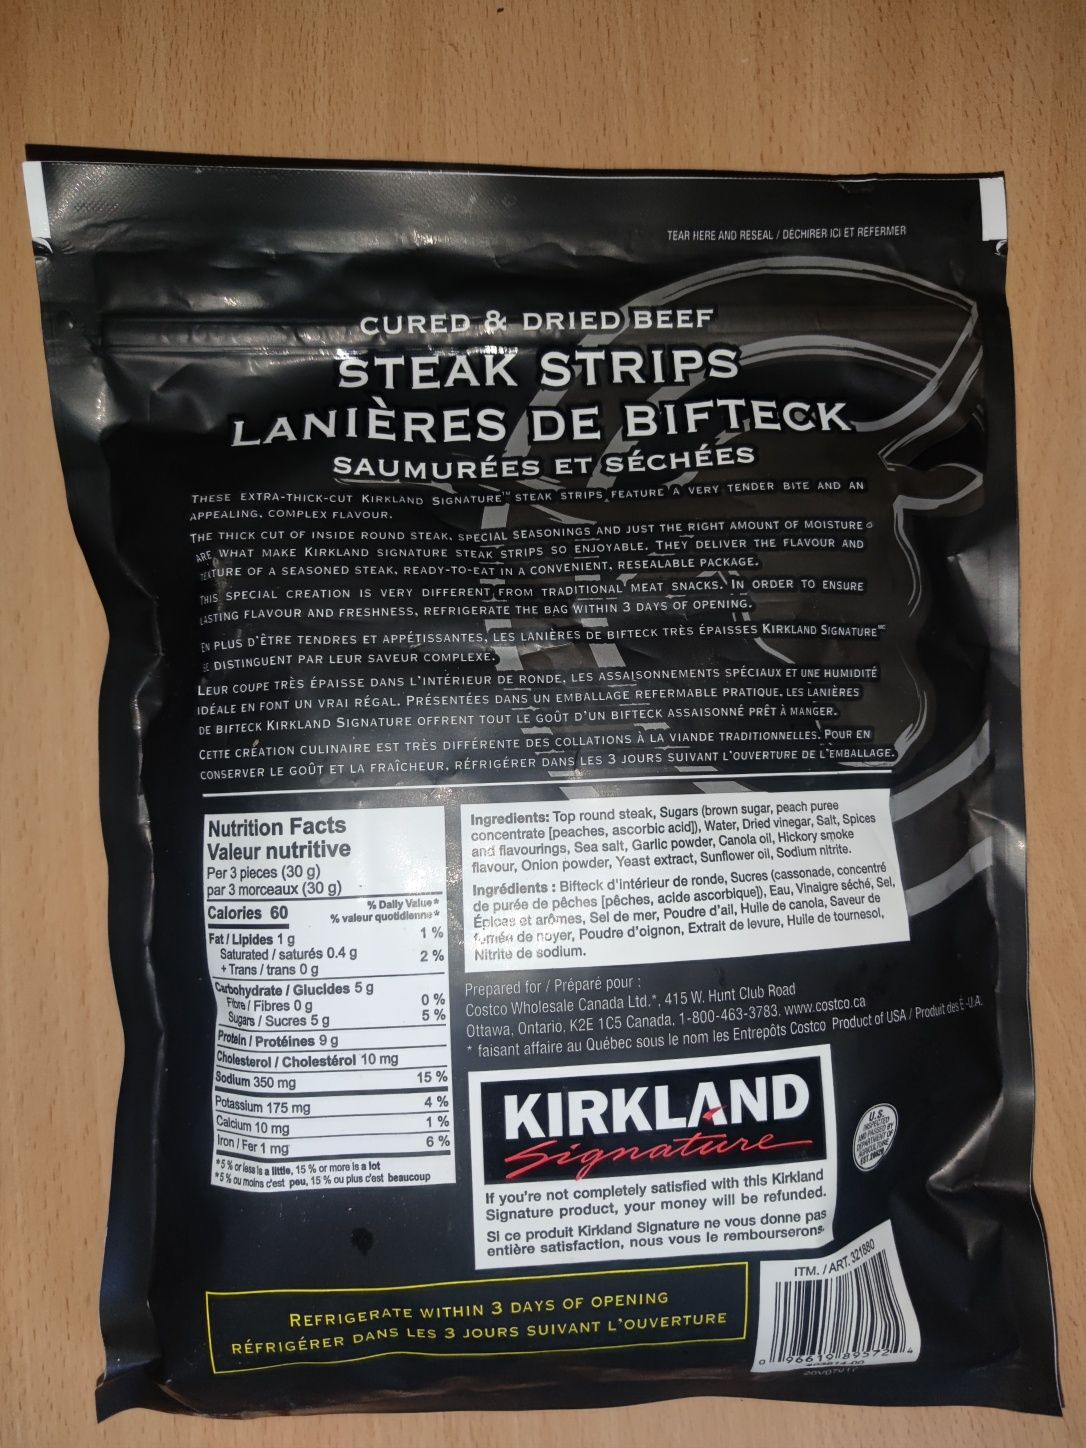 TEAR HERE AND RESEAL / DÉCHIRER ICI ET REFERMER
CURED & DRIED BEEF
STEAK STRIPS
LANIÈRES DE BIFTECK
SAUMURÉES ET SÉCHÉES
THESE EXTRA-THICK-CUT KIRKLAND SIGNATURE™ STEAK STRIPS FEATURE A VERY TENDER BITE AND AN
APPEALING, COMPLEX FLAVOUR.
THE THICK CUT OF INSIDE ROUND STEAK, SPECIAL SEASONINGS AND JUST THE RIGHT AMOUNT OF MOISTURE
ARE WHAT MAKE KIRKLAND SIGNATURE STEAK STRIPS SO ENJOYABLE. THEY DELIVER THE FLAVOUR AND
TEXTURE OF A SEASONED STEAK, READY-TO-EAT IN A CONVENIENT, RESEALABLE PACKAGE.
THIS SPECIAL CREATION IS VERY DIFFERENT FROM TRADITIONAL MEAT SNACKS. IN ORDER TO ENSURE
LASTING FLAVOUR AND FRESHNESS, REFRIGERATE THE BAG WITHIN 3 DAYS OF OPENING.
EN PLUS D'ÊTRE TENDRES ET APPÉTISSANTES, LES LANIÈRES DE BIFTECK TRÈS ÉPAISSES KIRKLAND SIGNATURE MC
SE DISTINGUENT PAR LEUR SAVEUR COMPLEXE.
LEUR COUPE TRÈS ÉPAISSE DANS L'INTÉRIEUR DE RONDE, LES ASSAISONNEMENTS SPÉCIAUX ET UNE HUMIDITÉ
IDÉALE EN FONT UN VRAI RÉGAL. PRÉSENTÉES DANS UN EMBALLAGE REFERMABLE PRATIQUE, LES LANIÈRES
DE BIFTECK KIRKLAND SIGNATURE OFFRENT TOUT LE GOÛT D'UN BIFTECK ASSAISONNÉ PRÊT À MANGER.
CETTE CRÉATION CULINAIRE EST TRÈS DIFFÉRENTE DES COLLATIONS À LA VIANDE TRADITIONNELLES. POUR EN
CONSERVER LE GOÛT ET LA FRAÎCHEUR, RÉFRIGÉRER DANS LES 3 JOURS SUIVANT L'OUVERTURE DE L'EMBALLAGE.
Nutrition Facts
Valeur nutritive
Per 3 pieces (30 g)
par 3 morceaux (30 g)
Calories 60
% Daily Value*
% valeur quotidienne*
Fat / Lipides 1 g 1 %
Saturated / saturés 0.4 g 2 %
+ Trans / trans 0 g
Carbohydrate / Glucides 5 g
Fibre / Fibres 0 g 0 %
Sugars / Sucres 5 g 5 %
Protein / Protéines 9 g
Cholesterol / Cholestérol 10 mg
Sodium 350 mg 15 %
Potassium 175 mg 4 %
Calcium 10 mg 1 %
Iron / Fer 1 mg 6 %
*5 % or less is a little, 15 % or more is a lot
*5 % ou moins c'est peu, 15 % ou plus c'est beaucoup
Ingredients: Top round steak, Sugars (brown sugar, peach puree
concentrate [peaches, ascorbic acid]), Water, Dried vinegar, Salt, Spices
and flavourings, Sea salt, Garlic powder, Canola oil, Hickory smoke
flavour, Onion powder, Yeast extract, Sunflower oil, Sodium nitrite.
Ingrédients : Bifteck d'intérieur de ronde, Sucres (cassonade, concentré
de purée de pêches [pêches, acide ascorbique]), Eau, Vinaigre séché, Sel,
Épices et arômes, Sel de mer, Poudre d'ail, Huile de canola, Saveur de
fumée de noyer, Poudre d'oignon, Extrait de levure, Huile de tournesol,
Nitrite de sodium.
Prepared for / Préparé pour :
Costco Wholesale Canada Ltd.*, 415 W. Hunt Club Road
Ottawa, Ontario, K2E 1C5 Canada, 1-800-463-3783. www.costco.ca
* faisant affaire au Québec sous le nom les Entrepôts Costco Product of USA / Produit des É.-U.A.
KIRKLAND
Signature
U.S.
INSPECTED
AND PASSED BY
DEPARTMENT OF
AGRICULTURE
If you're not completely satisfied with this Kirkland
Signature product, your money will be refunded.
Si ce produit Kirkland Signature ne vous donne pas
entière satisfaction, nous vous le rembourserons.
REFRIGERATE WITHIN 3 DAYS OF OPENING
RÉFRIGÉRER DANS LES 3 JOURS SUIVANT L'OUVERTURE
ITM. / ART. 321880
0 96619 89572 4